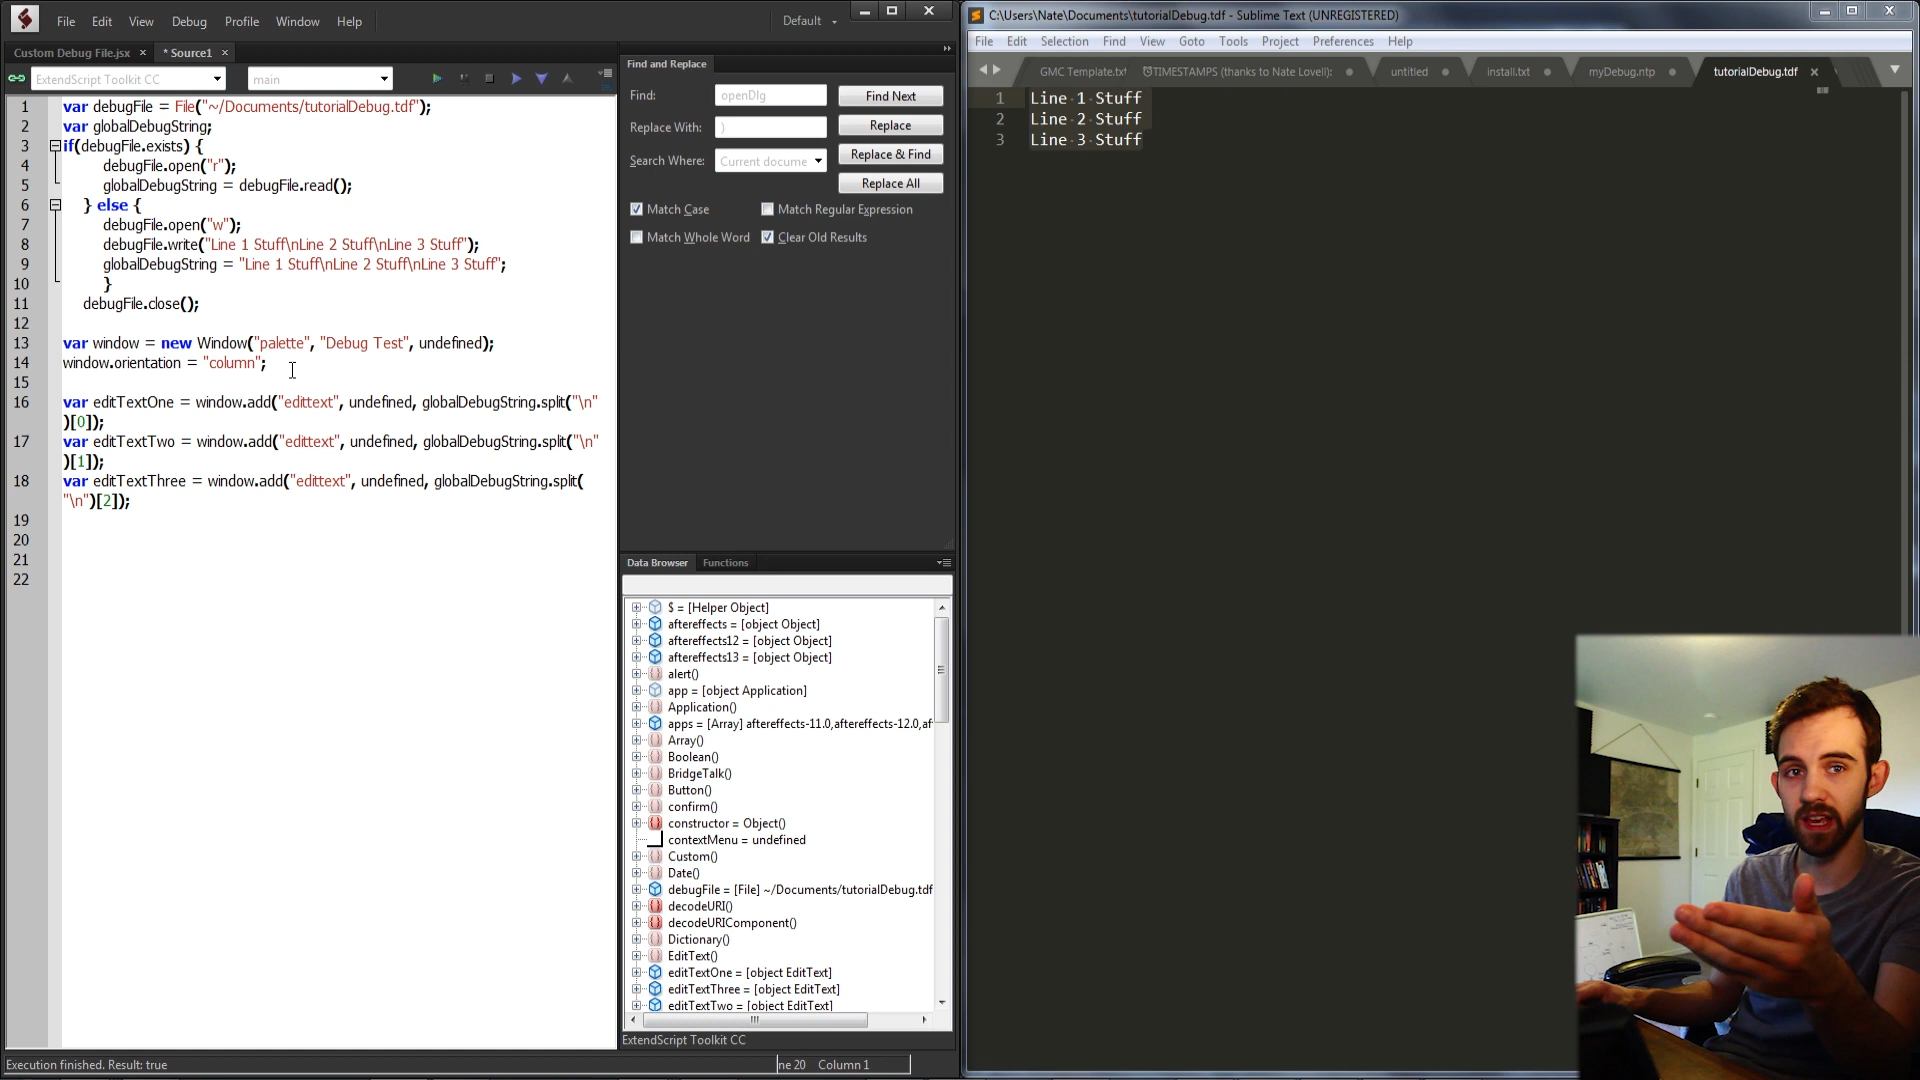 File Edit View Debug Profile Window Help
Default
Custom Debug File.jsx
* Source1
ExtendScript Toolkit CC
main
1 var debugFile = File("~/Documents/tutorialDebug.tdf");
2 var globalDebugString;
3 if(debugFile.exists) {
4 debugFile.open("r");
5 globalDebugString = debugFile.read();
6 } else {
7 debugFile.open("w");
8 debugFile.write("Line 1 Stuff\nLine 2 Stuff\nLine 3 Stuff");
9 globalDebugString = "Line 1 Stuff\nLine 2 Stuff\nLine 3 Stuff";
10 }
11 debugFile.close();
12
13 var window = new Window("palette", "Debug Test", undefined);
14 window.orientation = "column";
15
16 var editTextOne = window.add("edittext", undefined, globalDebugString.split("\n"
)[0]);
17 var editTextTwo = window.add("edittext", undefined, globalDebugString.split("\n"
)[1]);
18 var editTextThree = window.add("edittext", undefined, globalDebugString.split(
"\n")[2]);
19
20
21
22
Execution finished. Result: true
ne 20 Column 1
Find and Replace
Find: openDlg Find Next
Replace With: ) Replace
Search Where: Current docume Replace & Find
Replace All
Match Case Match Regular Expression
Match Whole Word Clear Old Results
Data Browser Functions
$ = [Helper Object]
aftereffects = [object Object]
aftereffects12 = [object Object]
aftereffects13 = [object Object]
alert()
app = [object Application]
Application()
apps = [Array] aftereffects-11.0,aftereffects-12.0,af
Array()
Boolean()
BridgeTalk()
Button()
confirm()
constructor = Object()
contextMenu = undefined
Custom()
Date()
debugFile = [File] ~/Documents/tutorialDebug.tdf
decodeURI()
decodeURIComponent()
Dictionary()
EditText()
editTextOne = [object EditText]
editTextThree = [object EditText]
editTextTwo = [object EditText]
ExtendScript Toolkit CC
C:\Users\Nate\Documents\tutorialDebug.tdf - Sublime Text (UNREGISTERED)
File Edit Selection Find View Goto Tools Project Preferences Help
GMC Template.txt
TIMESTAMPS (thanks to Nate Lovell):
untitled
install.txt
myDebug.ntp
tutorialDebug.tdf
1 Line 1 Stuff
2 Line 2 Stuff
3 Line 3 Stuff